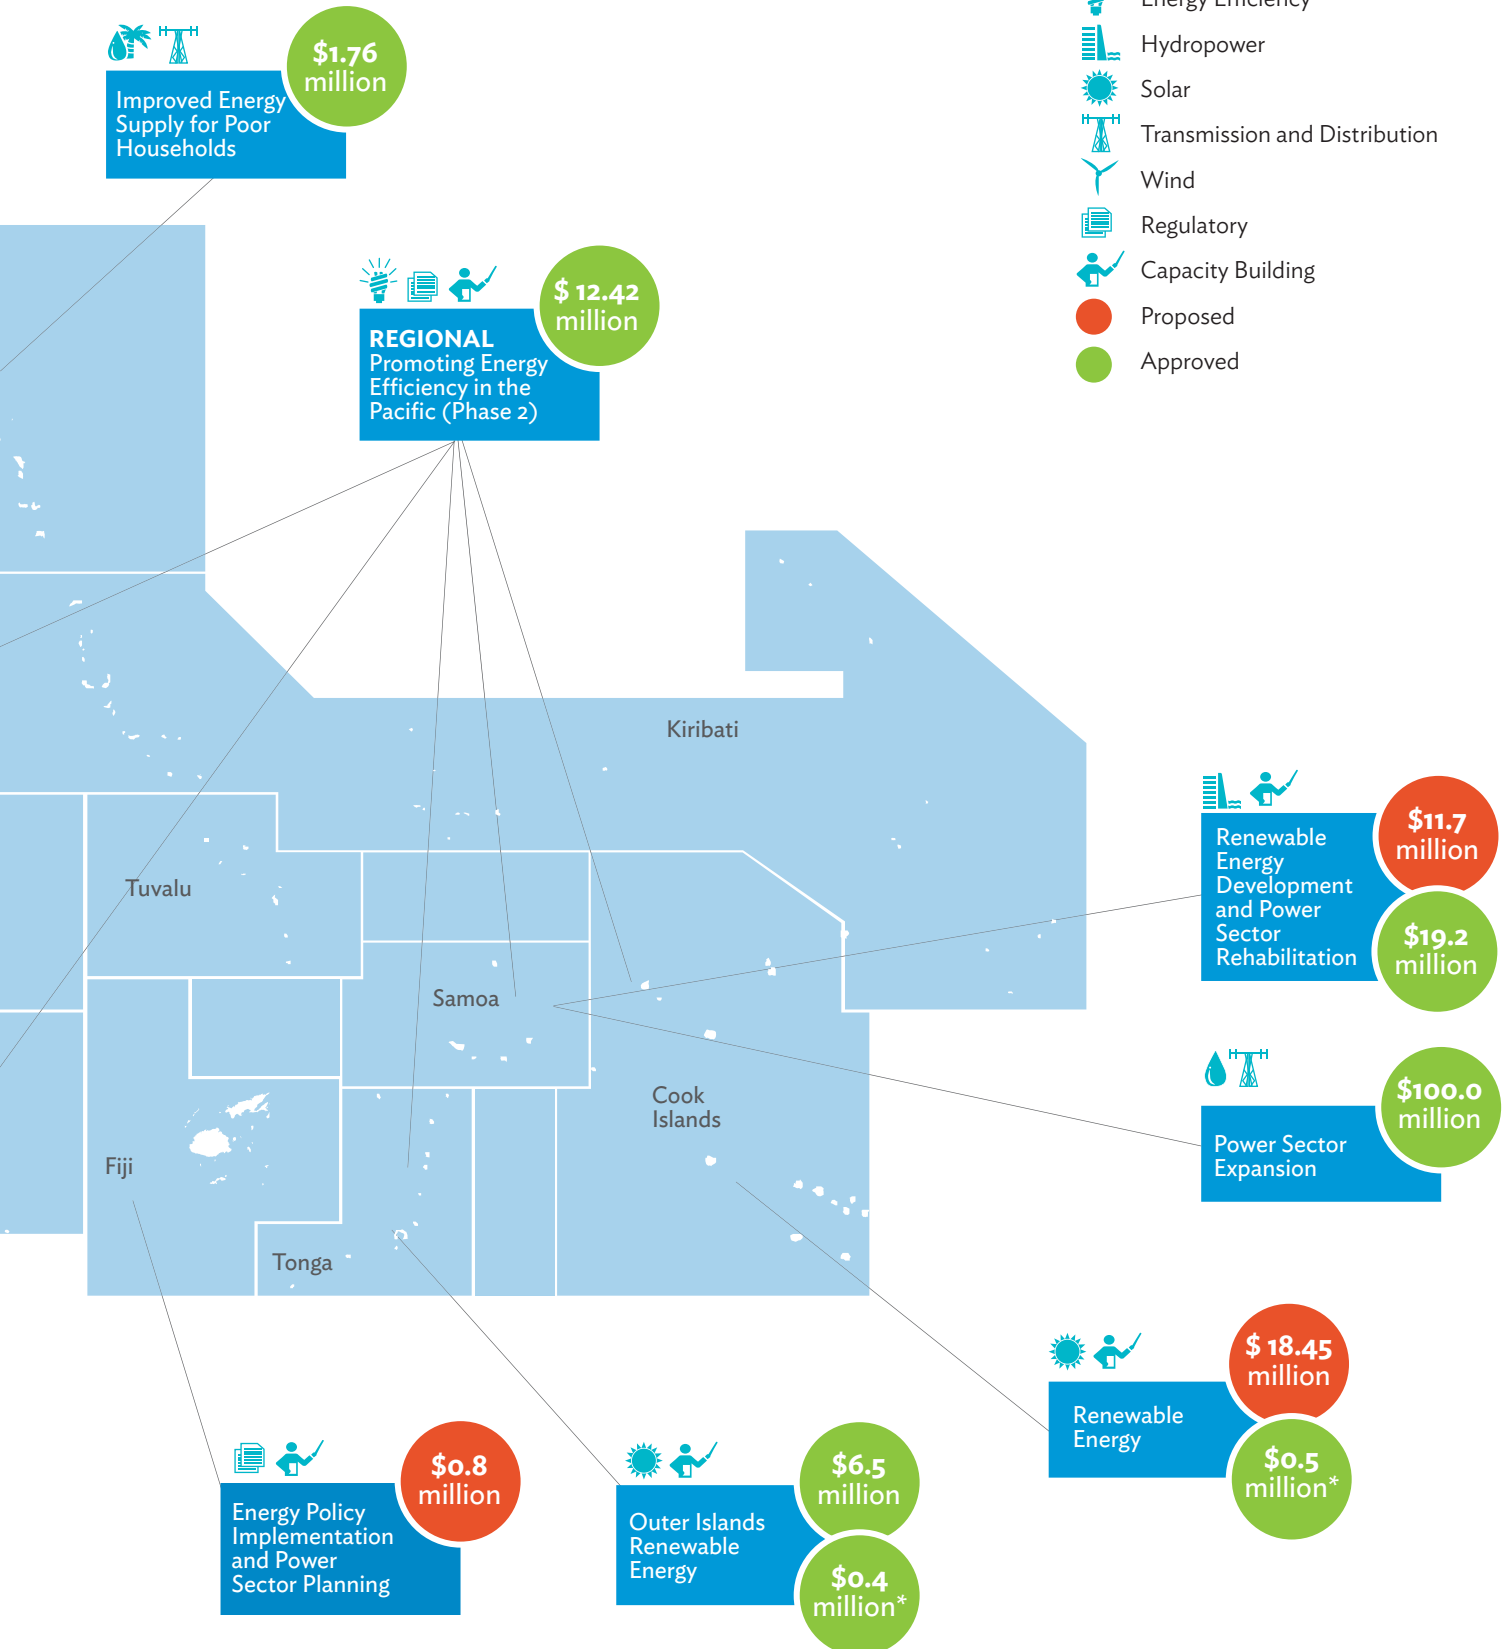 $1.76
million
Improved Energy
Supply for Poor
Households
Energy Efficiency
Hydropower
Solar
Transmission and Distribution
Wind
Regulatory
Capacity Building
Proposed
Approved
$ 12.42
million
REGIONAL
Promoting Energy
Efficiency in the
Pacific (Phase 2)
Kiribati
Tuvalu
Samoa
Cook
Islands
Fiji
Tonga
$11.7
million
$19.2
million
Renewable
Energy
Development
and Power
Sector
Rehabilitation
$100.0
million
Power Sector
Expansion
$ 18.45
million
$0.5
million*
Renewable
Energy
$0.8
million
Energy Policy
Implementation
and Power
Sector Planning
$6.5
million
$0.4
million*
Outer Islands
Renewable
Energy